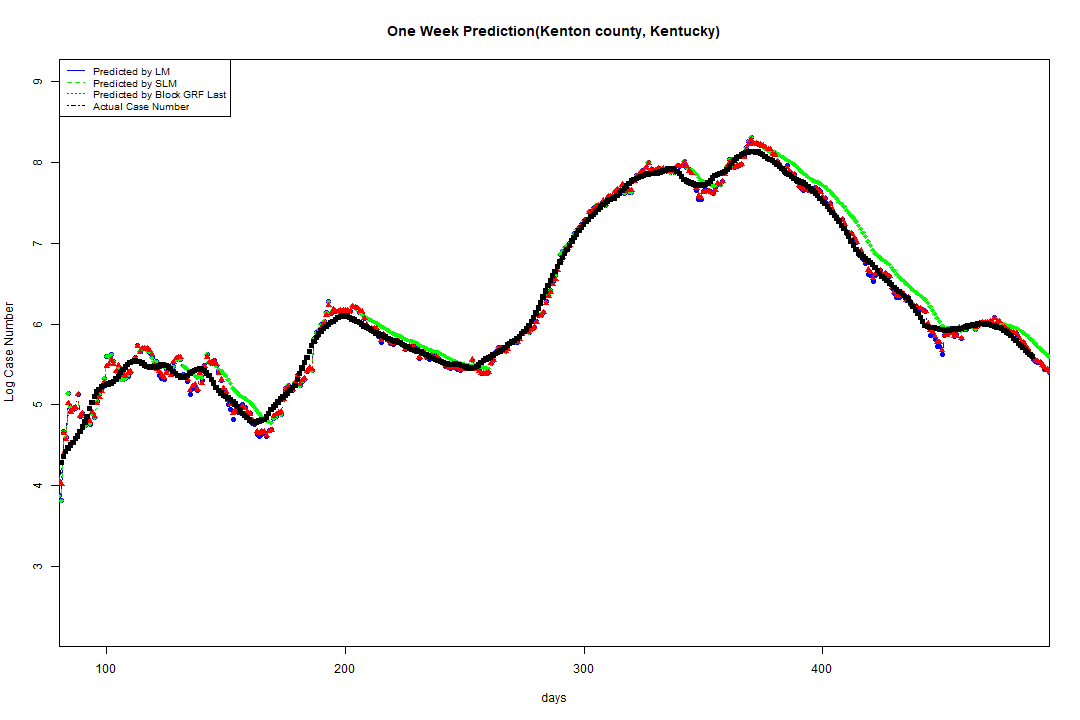 One Week Prediction(Kenton county, Kentucky)
Predicted by LM
Predicted by SLM
Predicted by Block GRF Last
Actual Case Number
9
8
7
6
5
4
3
Log Case Number
100 200 300 400
days